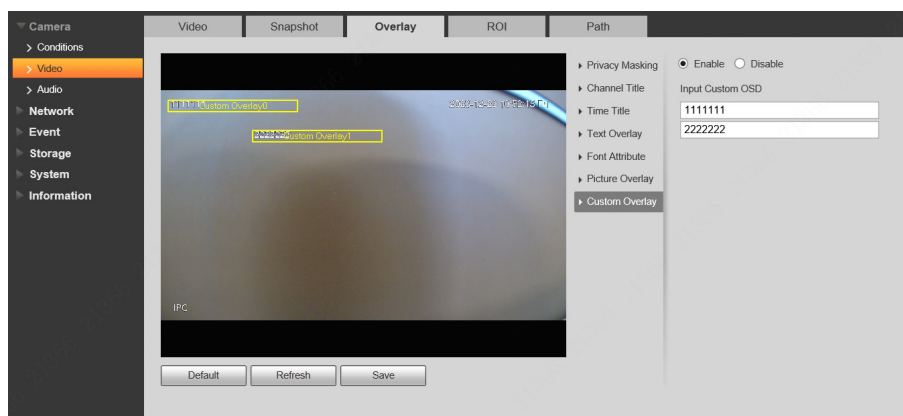 Camera
Conditions
Video
Audio
Network
Event
Storage
System
Information
Video Snapshot Overlay ROI Path
Custom Overlay0
Custom Overlay1
IPC
Privacy Masking
Channel Title
Time Title
Text Overlay
Font Attribute
Picture Overlay
Custom Overlay
Enable Disable
Input Custom OSD
1111111
2222222
Default Refresh Save